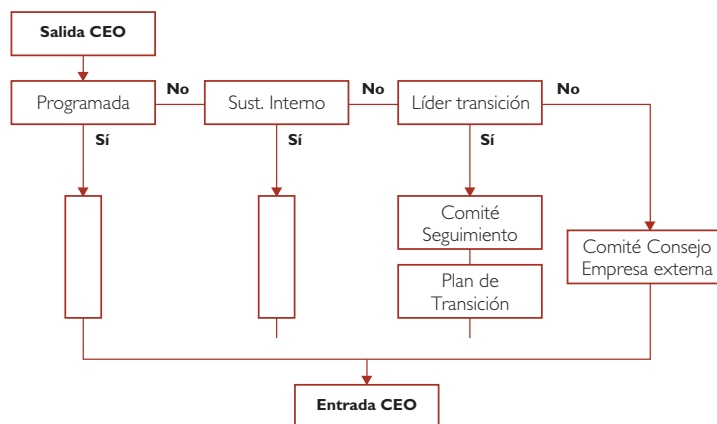 Salida CEO
Programada
No
Sust. Interno
No
Líder transición
No
Sí
Sí
Sí
Comité
Seguimiento
Comité Consejo
Empresa externa
Plan de
Transición
Entrada CEO